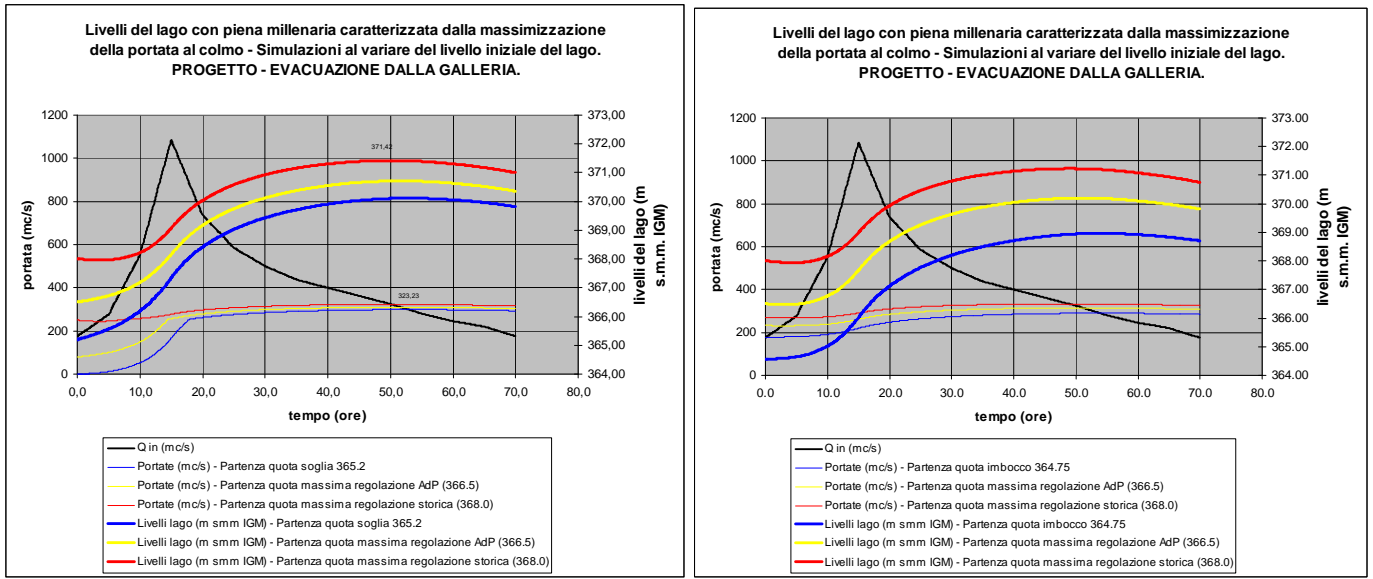 Livelli del lago con piena millenaria caratterizzata dalla massimizzazione
della portata al colmo - Simulazioni al variare del livello iniziale del lago.
PROGETTO - EVACUAZIONE DALLA GALLERIA.
1200
1000
800
600
400
200
0
portata (mc/s)
373,00
372,00
371,00
370,00
369,00
368,00
367,00
366,00
365,00
364,00
livelli del lago (m
s.m.m. IGM)
371,42
323,23
0,0
10,0
20,0
30,0
40,0
50,0
60,0
70,0
80,0
tempo (ore)
Q in (mc/s)
Portate (mc/s) - Partenza quota soglia 365.2
Portate (mc/s) - Partenza quota massima regolazione AdP (366.5)
Portate (mc/s) - Partenza quota massima regolazione storica (368.0)
Livelli lago (m smm IGM) - Partenza quota soglia 365.2
Livelli lago (m smm IGM) - Partenza quota massima regolazione AdP (366.5)
Livelli lago (m smm IGM) - Partenza quota massima regolazione storica (368.0)
Livelli del lago con piena millenaria caratterizzata dalla massimizzazione
della portata al colmo - Simulazioni al variare del livello iniziale del lago.
PROGETTO - EVACUAZIONE DALLA GALLERIA.
1200
1000
800
600
400
200
0
portata (mc/s)
373.00
372.00
371.00
370.00
369.00
368.00
367.00
366.00
365.00
364.00
livelli del lago (m
s.m.m. IGM)
0.0
10.0
20.0
30.0
40.0
50.0
60.0
70.0
80.0
tempo (ore)
Q in (mc/s)
Portate (mc/s) - Partenza quota imbocco 364.75
Portate (mc/s) - Partenza quota massima regolazione AdP (366.5)
Portate (mc/s) - Partenza quota massima regolazione storica (368.0)
Livelli lago (m smm IGM) - Partenza quota imbocco 364.75
Livelli lago (m smm IGM) - Partenza quota massima regolazione AdP (366.5)
Livelli lago (m smm IGM) - Partenza quota massima regolazione storica (368.0)